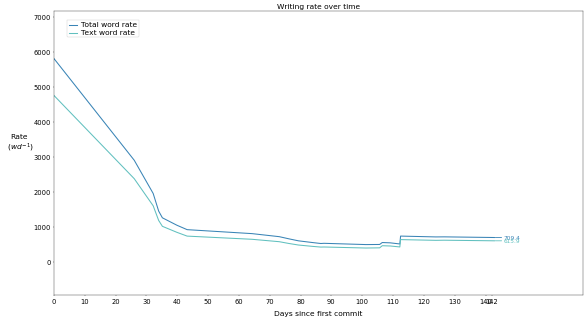 Writing rate over time
7000
6000
5000
4000
3000
2000
1000
0
Rate
(wd⁻¹)
Total word rate
Text word rate
709.4
0 10 20 30 40 50 60 70 80 90 100 110 120 130 140 142
Days since first commit